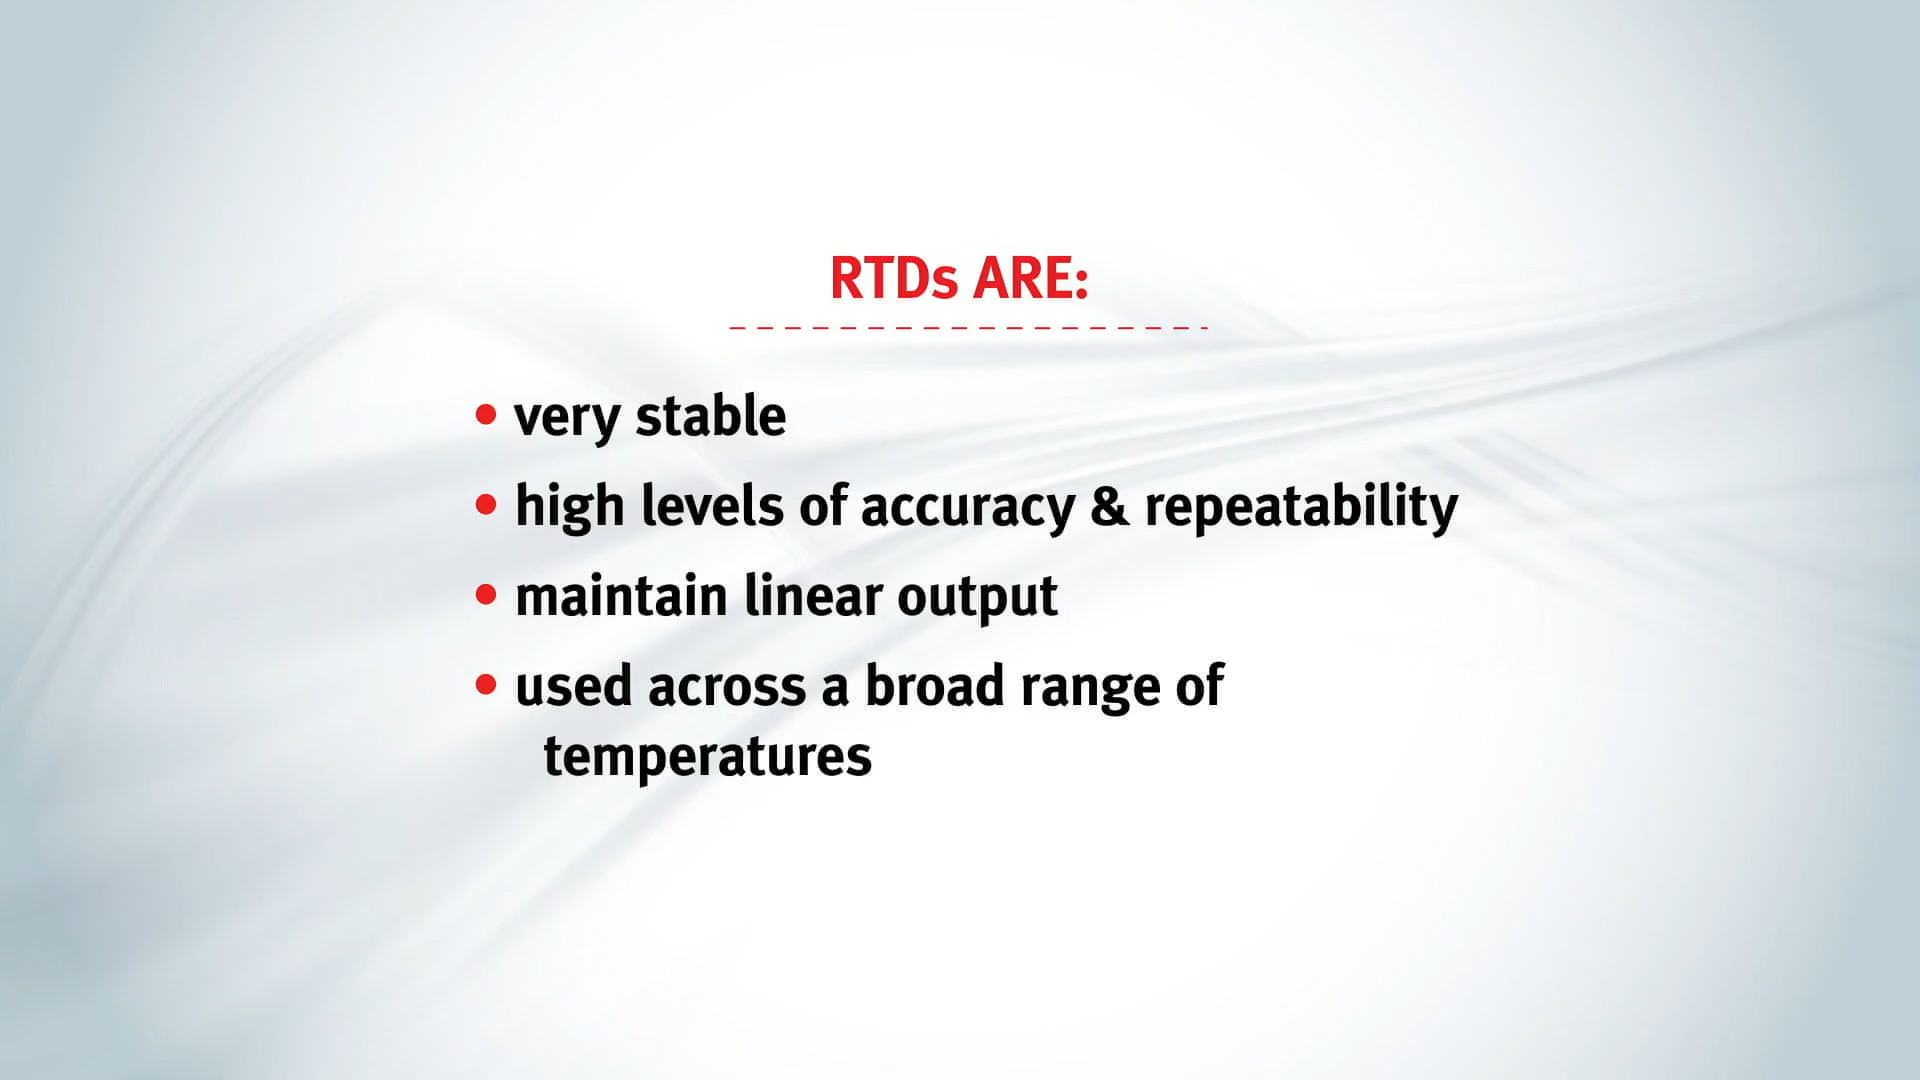 RTDs ARE:
• very stable
• high levels of accuracy & repeatability
• maintain linear output
• used across a broad range of
temperatures